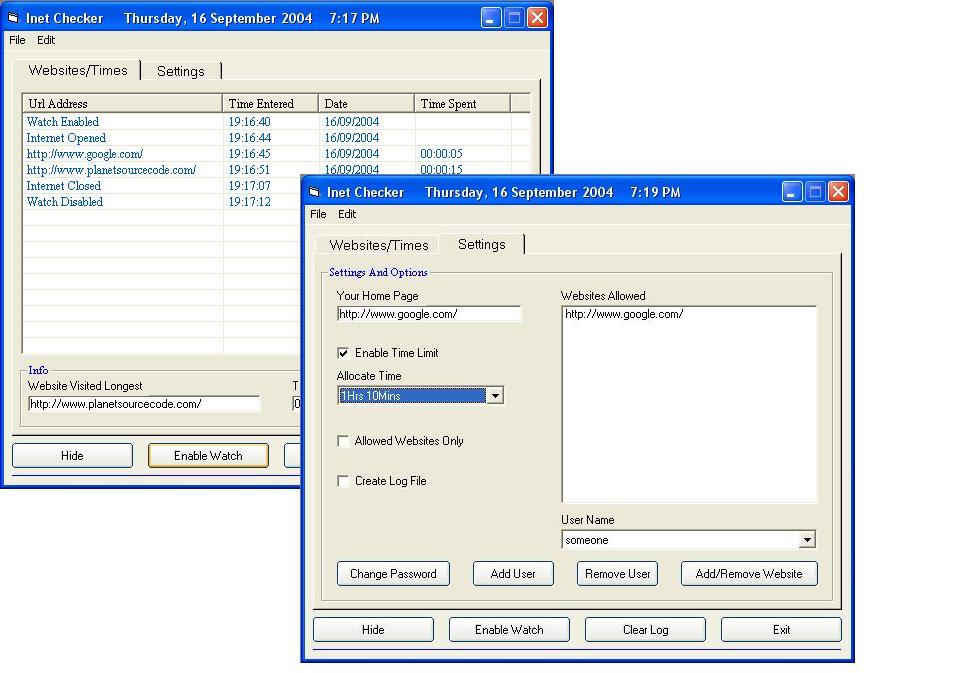 Inet Checker Thursday, 16 September 2004 7:17 PM
File Edit
Websites/Times Settings
Url Address Time Entered Date Time Spent
Watch Enabled 19:16:40 16/09/2004
Internet Opened 19:16:44 16/09/2004
http://www.google.com/ 19:16:45 16/09/2004 00:00:05
http://www.planetsourcecode.com/ 19:16:51 16/09/2004 00:00:15
Internet Closed 19:17:07
Watch Disabled 19:17:12
Info
Website Visited Longest T
http://www.planetsourcecode.com/ 0
Hide Enable Watch
Inet Checker Thursday, 16 September 2004 7:19 PM
File Edit
Websites/Times Settings
Settings And Options
Your Home Page
http://www.google.com/
Enable Time Limit
Allocate Time
1Hrs 10Mins
Allowed Websites Only
Create Log File
Websites Allowed
http://www.google.com/
User Name
someone
Change Password Add User Remove User Add/Remove Website
Hide Enable Watch Clear Log Exit